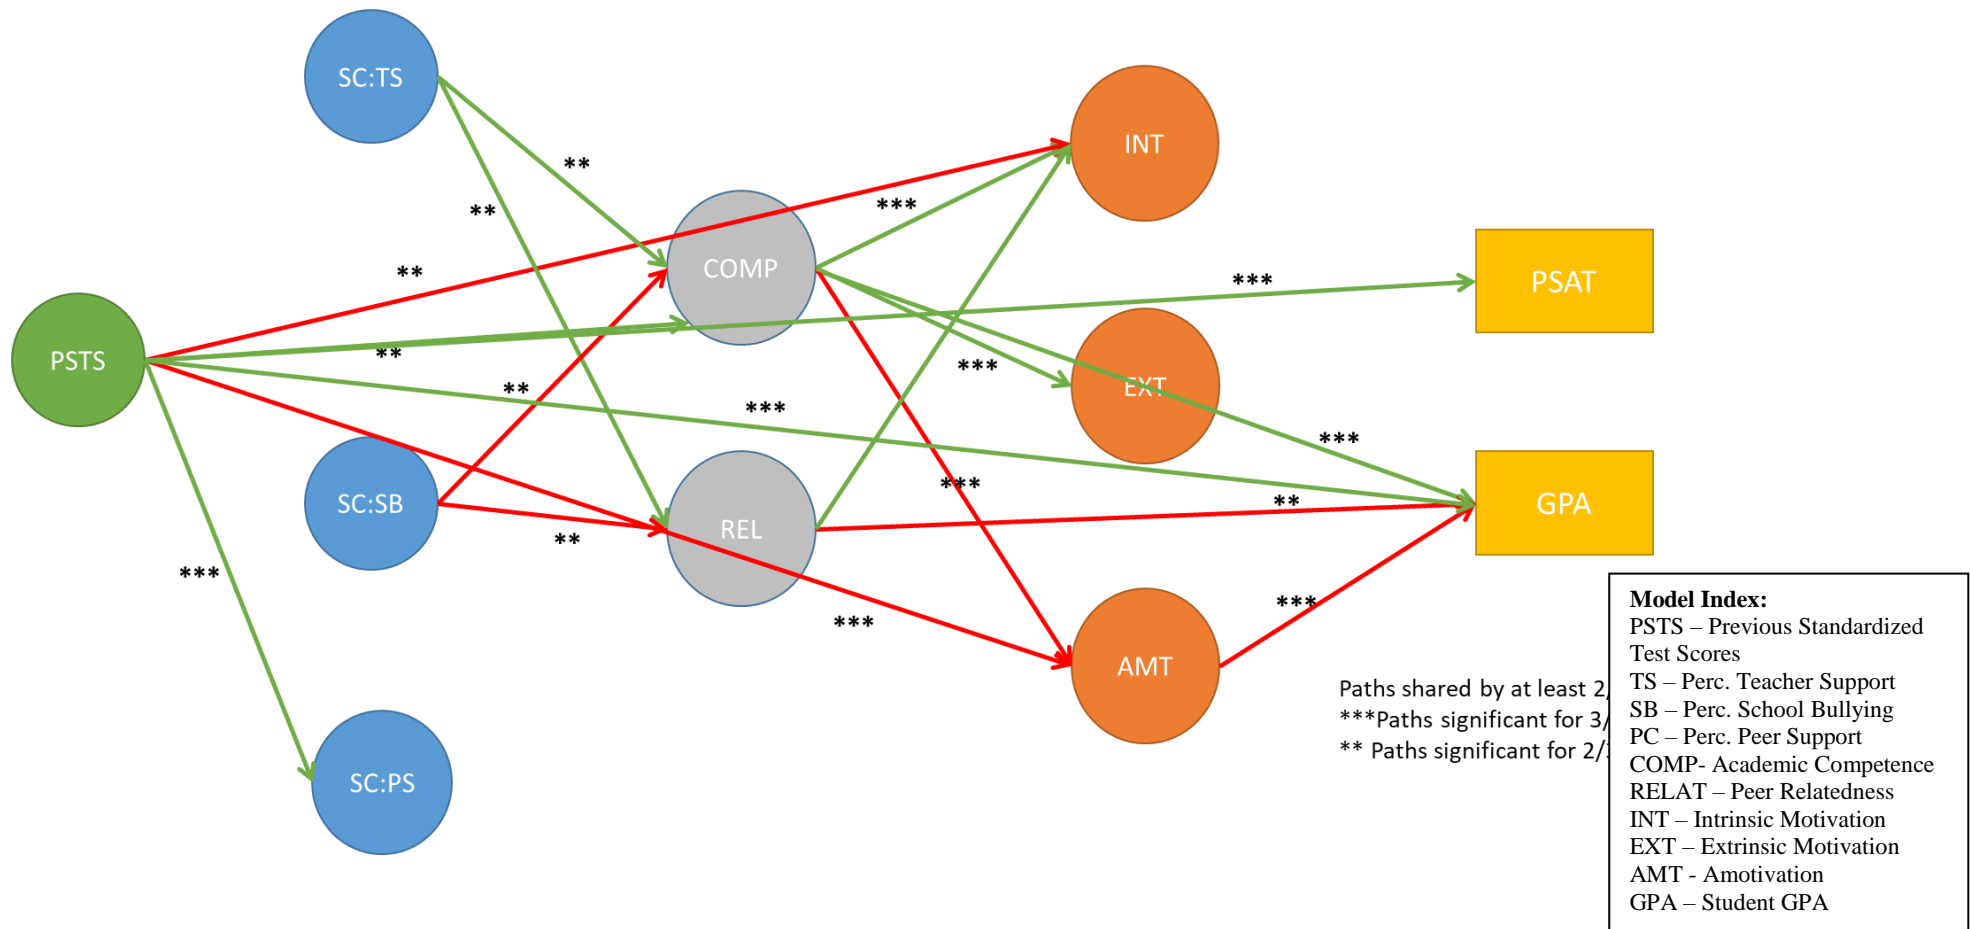 SC:TS
INT
**
**
***
COMP
**
***
PSAT
PSTS
**
***
EXT
**
***
***
SC:SB
***
**
GPA
**
REL
***
***
***
AMT
SC:PS
Paths shared by at least 2/
***Paths significant for 3/
** Paths significant for 2/
Model Index:
PSTS – Previous Standardized
Test Scores
TS – Perc. Teacher Support
SB – Perc. School Bullying
PC – Perc. Peer Support
COMP- Academic Competence
RELAT – Peer Relatedness
INT – Intrinsic Motivation
EXT – Extrinsic Motivation
AMT - Amotivation
GPA – Student GPA